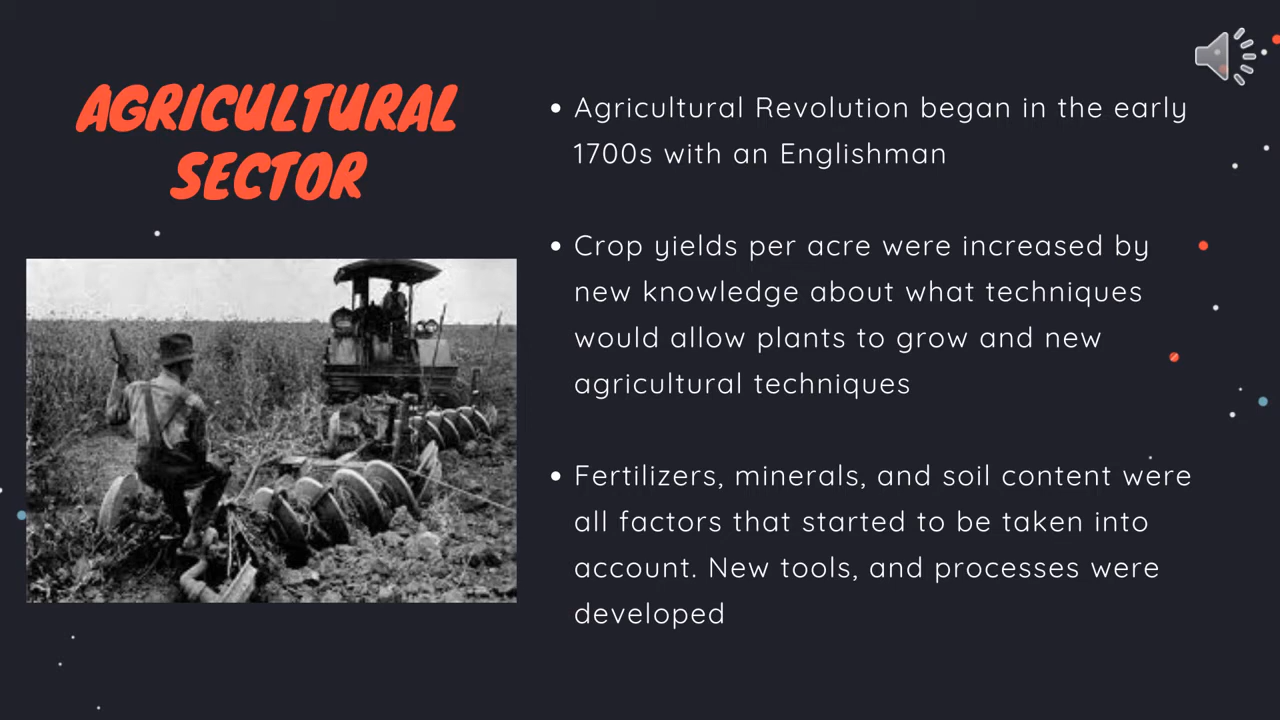 AGRICULTURAL
SECTOR
Agricultural Revolution began in the early
1700s with an Englishman
Crop yields per acre were increased by
new knowledge about what techniques
would allow plants to grow and new
agricultural techniques
Fertilizers, minerals, and soil content were
all factors that started to be taken into
account. New tools, and processes were
developed